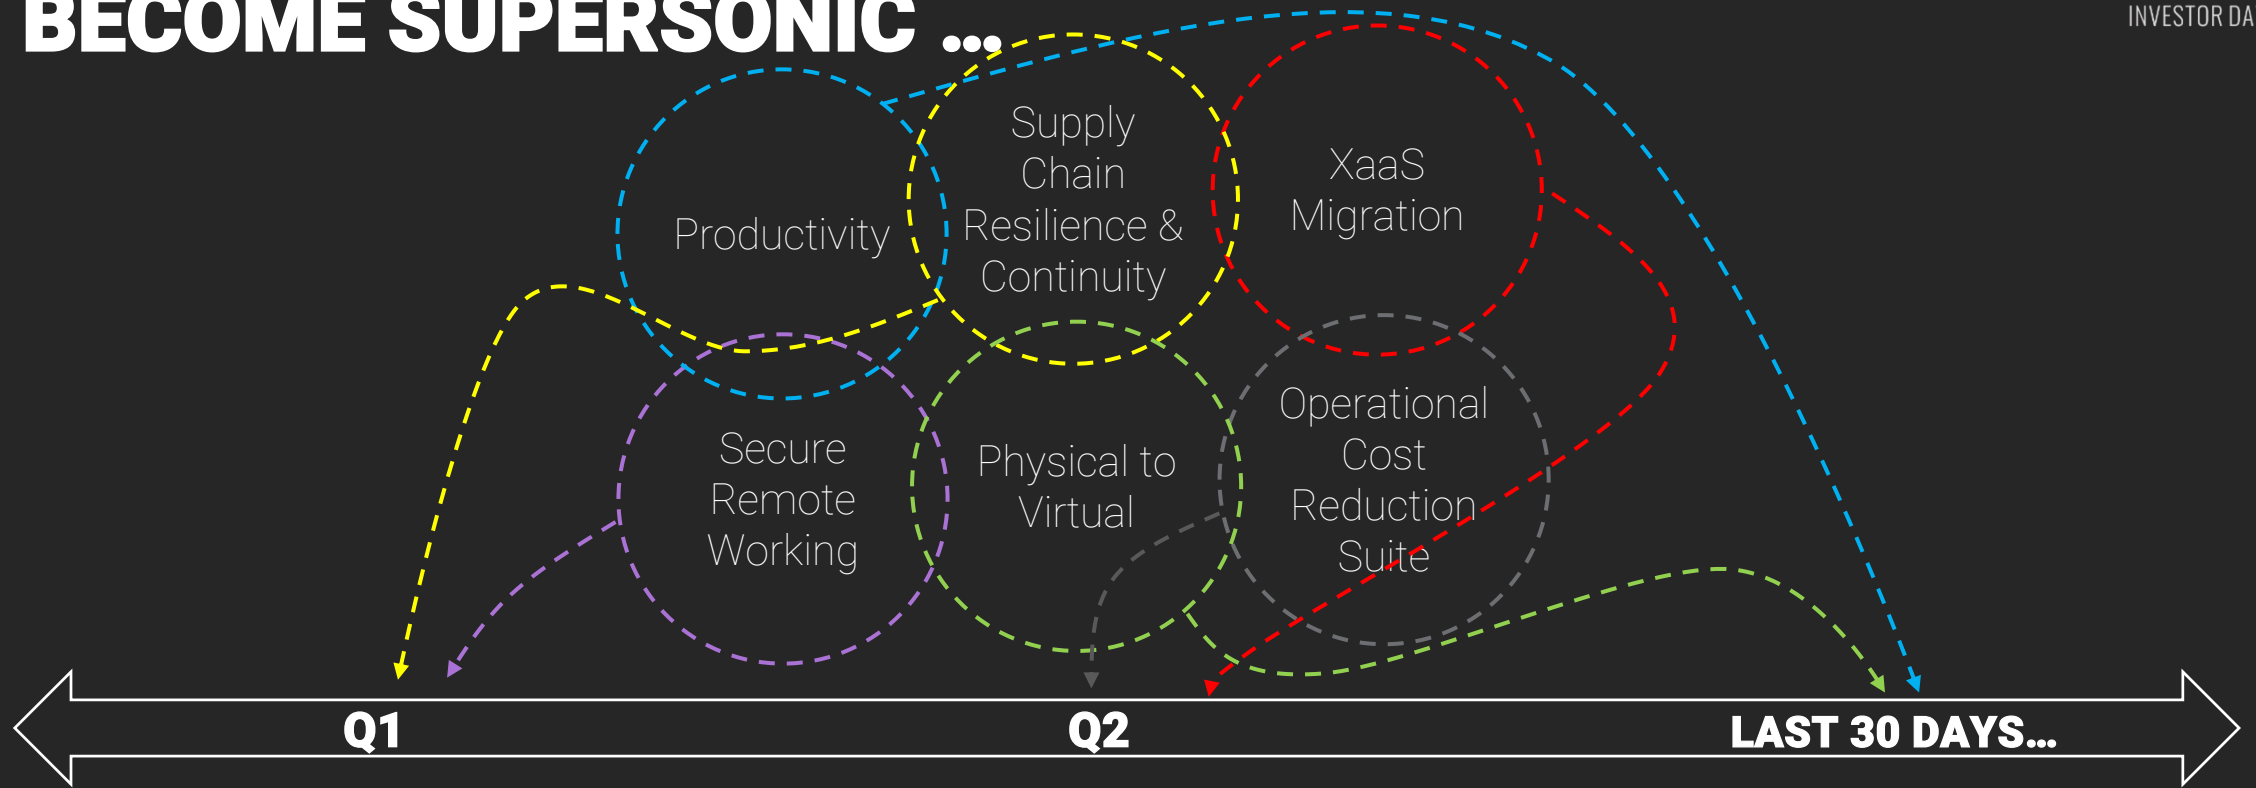 BECOME SUPERSONIC ...
INVESTOR DA
Productivity
Supply
Chain
Resilience &
Continuity
XaaS
Migration
Secure
Remote
Working
Physical to
Virtual
Operational
Cost
Reduction
Suite
Q1
Q2
LAST 30 DAYS...